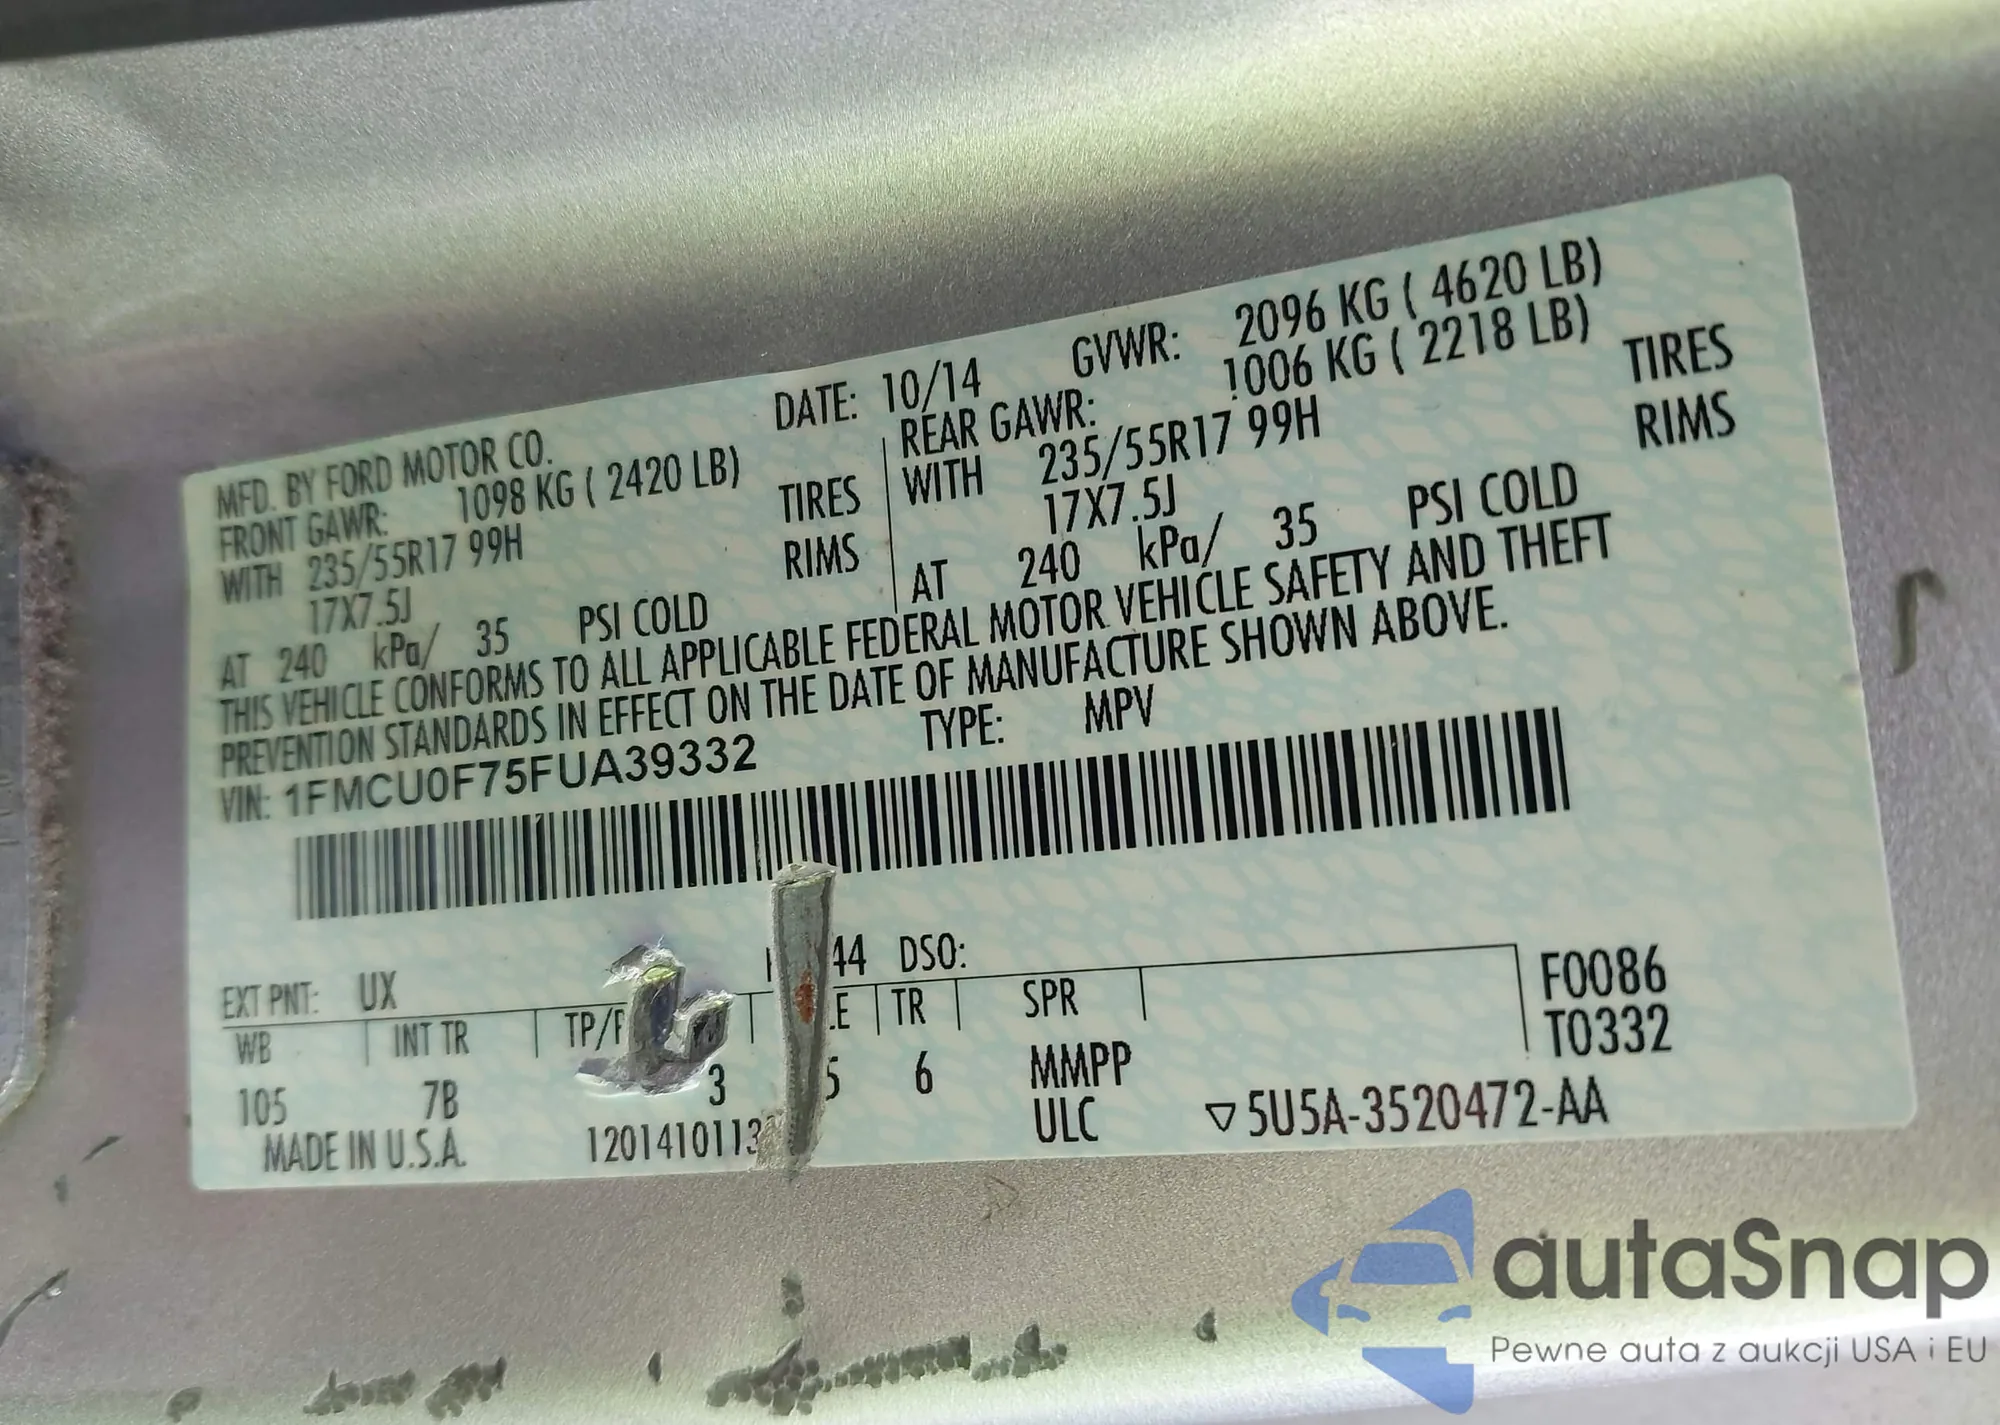 MFD. BY FORD MOTOR CO. DATE: 10/14 GVWR: 2096 KG ( 4620 LB)
FRONT GAWR: 1098 KG ( 2420 LB) REAR GAWR: 1006 KG ( 2218 LB)
WITH 235/55R17 99H TIRES WITH 235/55R17 99H TIRES
17X7.5J RIMS 17X7.5J RIMS
AT 240 kPa/ 35 PSI COLD AT 240 kPa/ 35 PSI COLD
THIS VEHICLE CONFORMS TO ALL APPLICABLE FEDERAL MOTOR VEHICLE SAFETY AND THEFT
PREVENTION STANDARDS IN EFFECT ON THE DATE OF MANUFACTURE SHOWN ABOVE.
VIN: 1FMCU0F75FUA39332 TYPE: MPV
EXT PNT: UX 44 DSO: F0086
WB INT TR TP/ TR SPR T0332
105 7B 3 5 6 MMPP
MADE IN U.S.A. ULC ▽5U5A-3520472-AA
autaSnap
Pewne auta z aukcji USA i EU